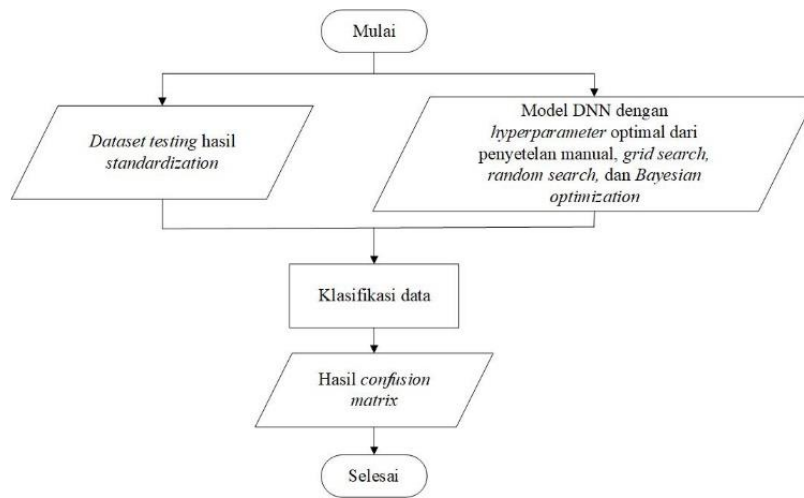 Mulai
Dataset testing hasil
standardization
Model DNN dengan
hyperparameter optimal dari
penyetelan manual, grid search,
random search, dan Bayesian
optimization
Klasifikasi data
Hasil confusion
matrix
Selesai